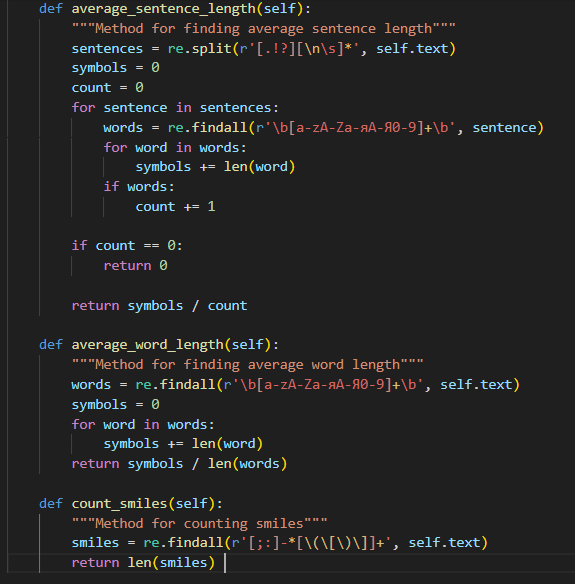 def average_sentence_length(self):
    """Method for finding average sentence length"""
    sentences = re.split(r'[.!?][\n\s]*', self.text)
    symbols = 0
    count = 0
    for sentence in sentences:
        words = re.findall(r'\b[a-zA-Zа-яА-Я0-9]+\b', sentence)
        for word in words:
            symbols += len(word)
        if words:
            count += 1

    if count == 0:
        return 0

    return symbols / count

def average_word_length(self):
    """Method for finding average word length"""
    words = re.findall(r'\b[a-zA-Zа-яА-Я0-9]+\b', self.text)
    symbols = 0
    for word in words:
        symbols += len(word)
    return symbols / len(words)

def count_smiles(self):
    """Method for counting smiles"""
    smiles = re.findall(r'[;:]-*[\(\[\)\]]+', self.text)
    return len(smiles)